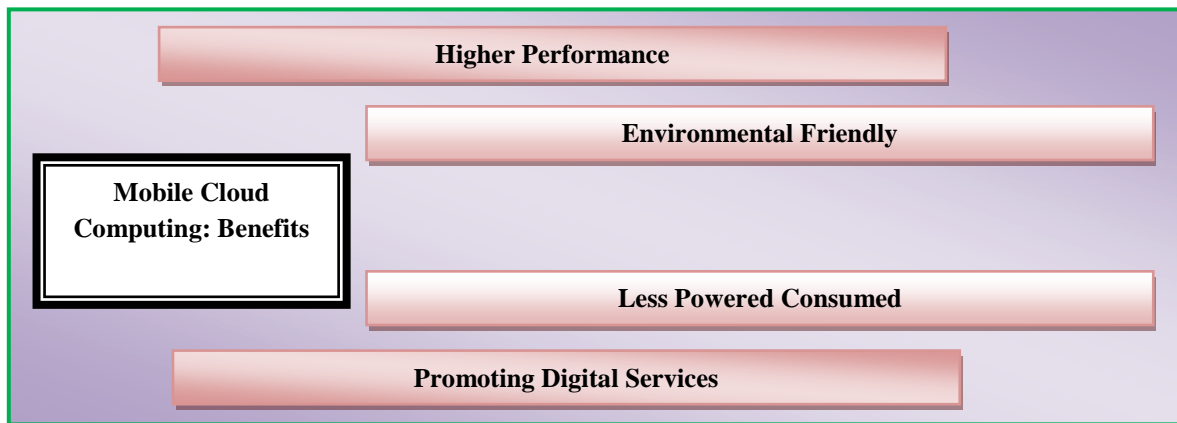 Higher Performance
Environmental Friendly
Mobile Cloud
Computing: Benefits
Less Powered Consumed
Promoting Digital Services